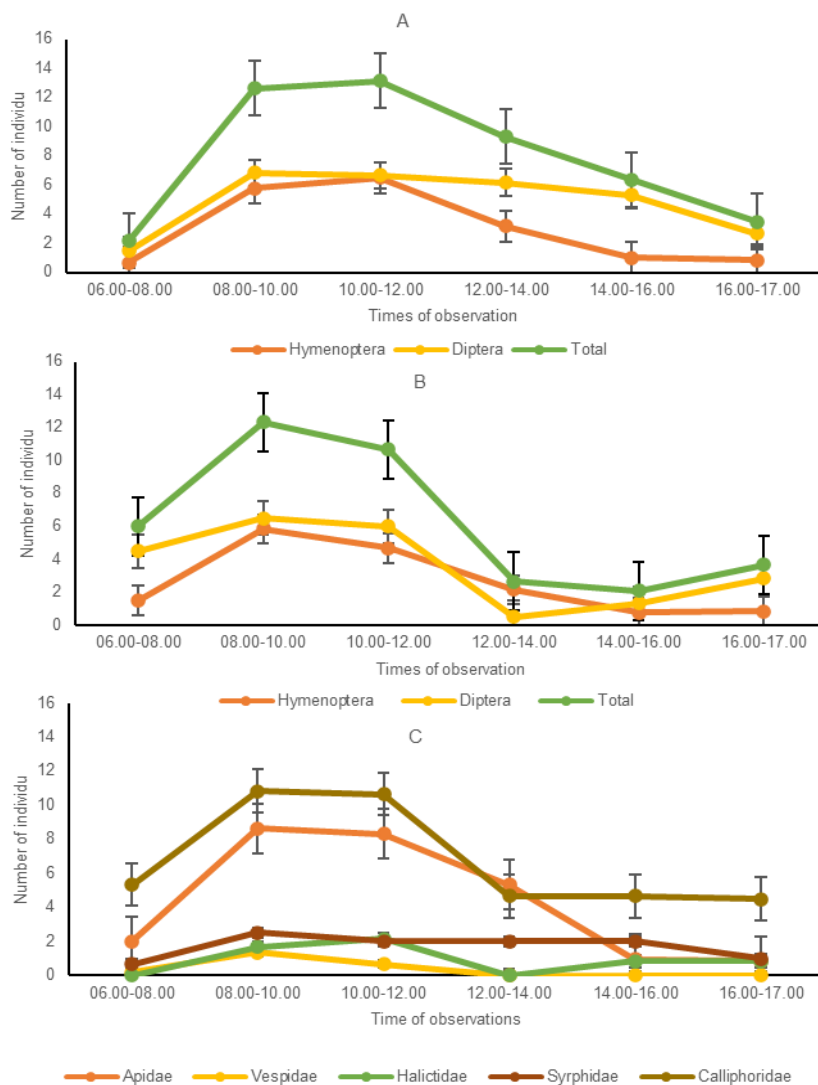 A
16
14
12
10
8
6
4
2
0
Number of individu
06.00-08.00 08.00-10.00 10.00-12.00 12.00-14.00 14.00-16.00 16.00-17.00
Times of observation
Hymenoptera Diptera Total
B
16
14
12
10
8
6
4
2
0
Number of individu
06.00-08.00 08.00-10.00 10.00-12.00 12.00-14.00 14.00-16.00 16.00-17.00
Times of observation
Hymenoptera Diptera Total
C
16
14
12
10
8
6
4
2
0
Number of individu
06.00-08.00 08.00-10.00 10.00-12.00 12.00-14.00 14.00-16.00 16.00-17.00
Time of observations
Apidae Vespidae Halictidae Syrphidae Calliphoridae